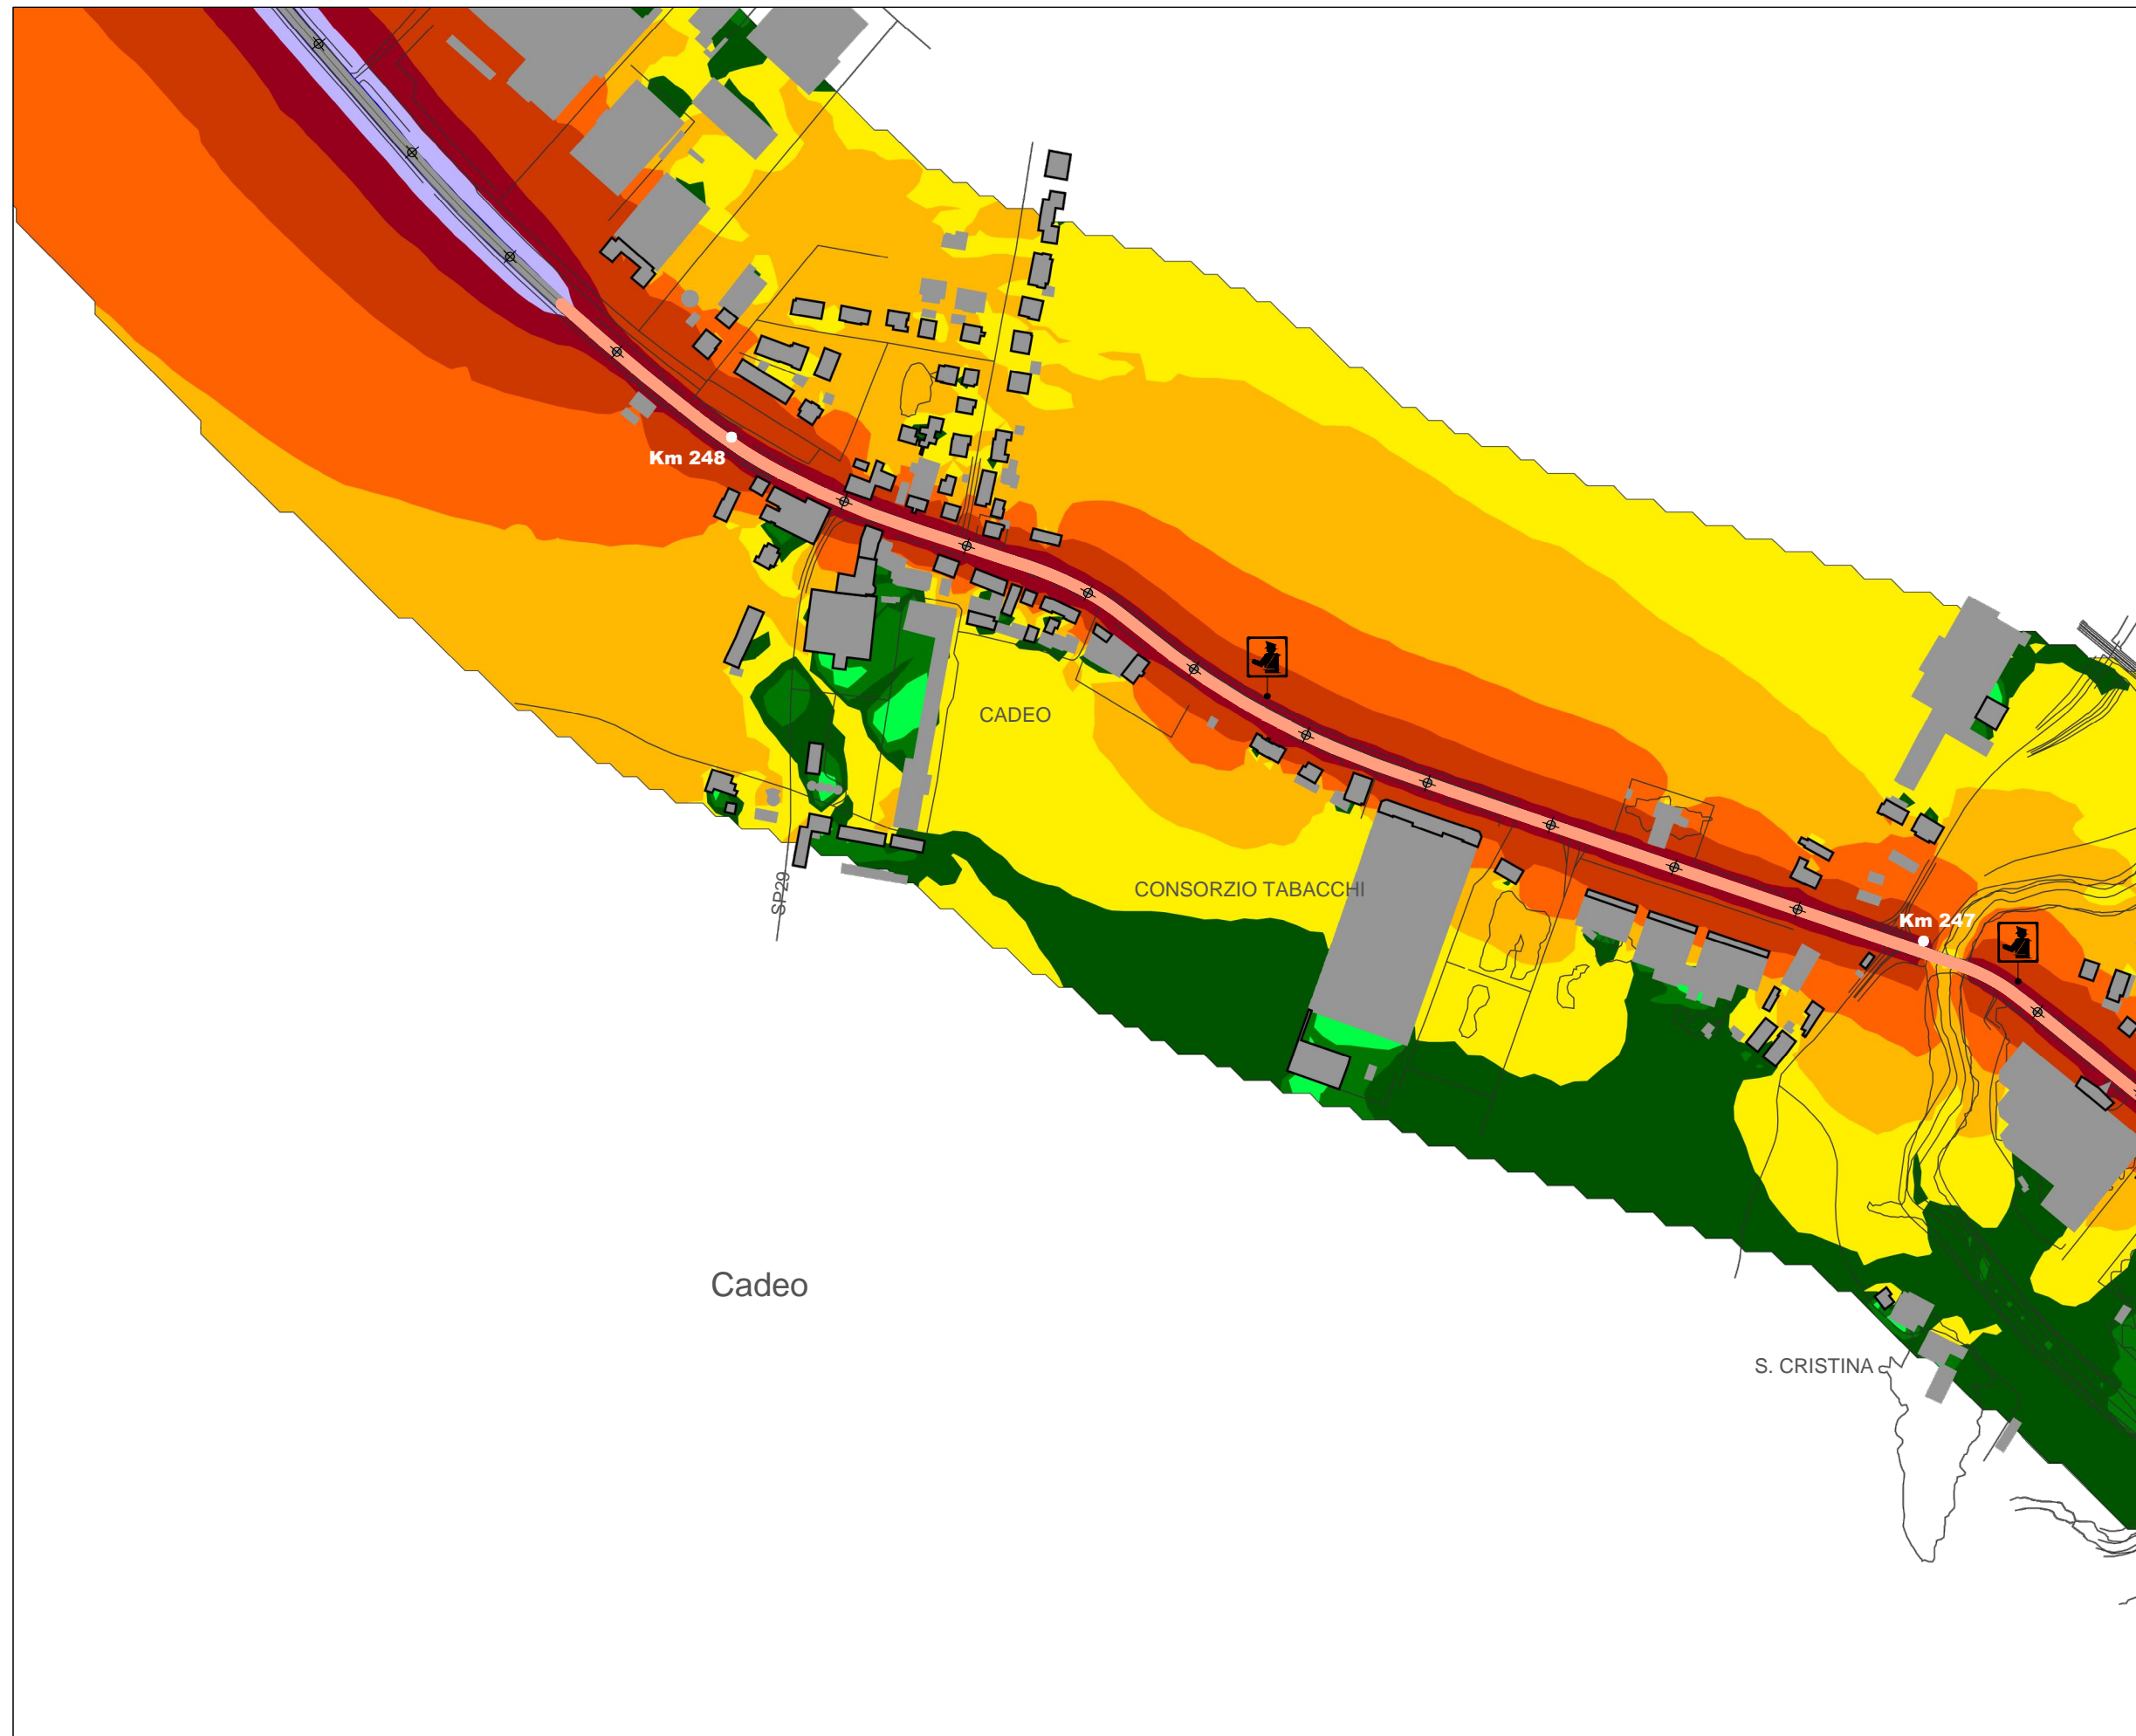 Km 248
CADEO
CONSORZIO TABACCHI
SP29
Km 247
Cadeo
S. CRISTINA